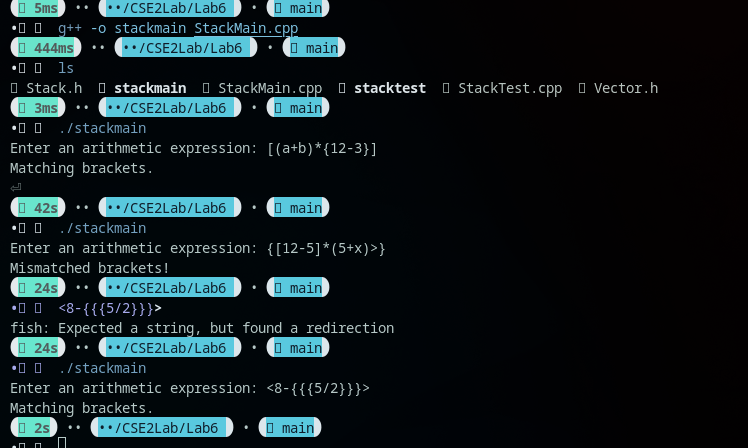 5ms •• ••/CSE2Lab/Lab6 • main
• g++ -o stackmain StackMain.cpp
444ms •• ••/CSE2Lab/Lab6 • main
• ls
Stack.h stackmain StackMain.cpp stacktest StackTest.cpp Vector.h
3ms •• ••/CSE2Lab/Lab6 • main
• ./stackmain
Enter an arithmetic expression: [(a+b)*{12-3}]
Matching brackets.
⏎
42s •• ••/CSE2Lab/Lab6 • main
• ./stackmain
Enter an arithmetic expression: {[12-5]*(5+x)>}
Mismatched brackets!
24s •• ••/CSE2Lab/Lab6 • main
• <8-{{{5/2}}}>
fish: Expected a string, but found a redirection
24s •• ••/CSE2Lab/Lab6 • main
• ./stackmain
Enter an arithmetic expression: <8-{{{5/2}}}>
Matching brackets.
2s •• ••/CSE2Lab/Lab6 • main
•